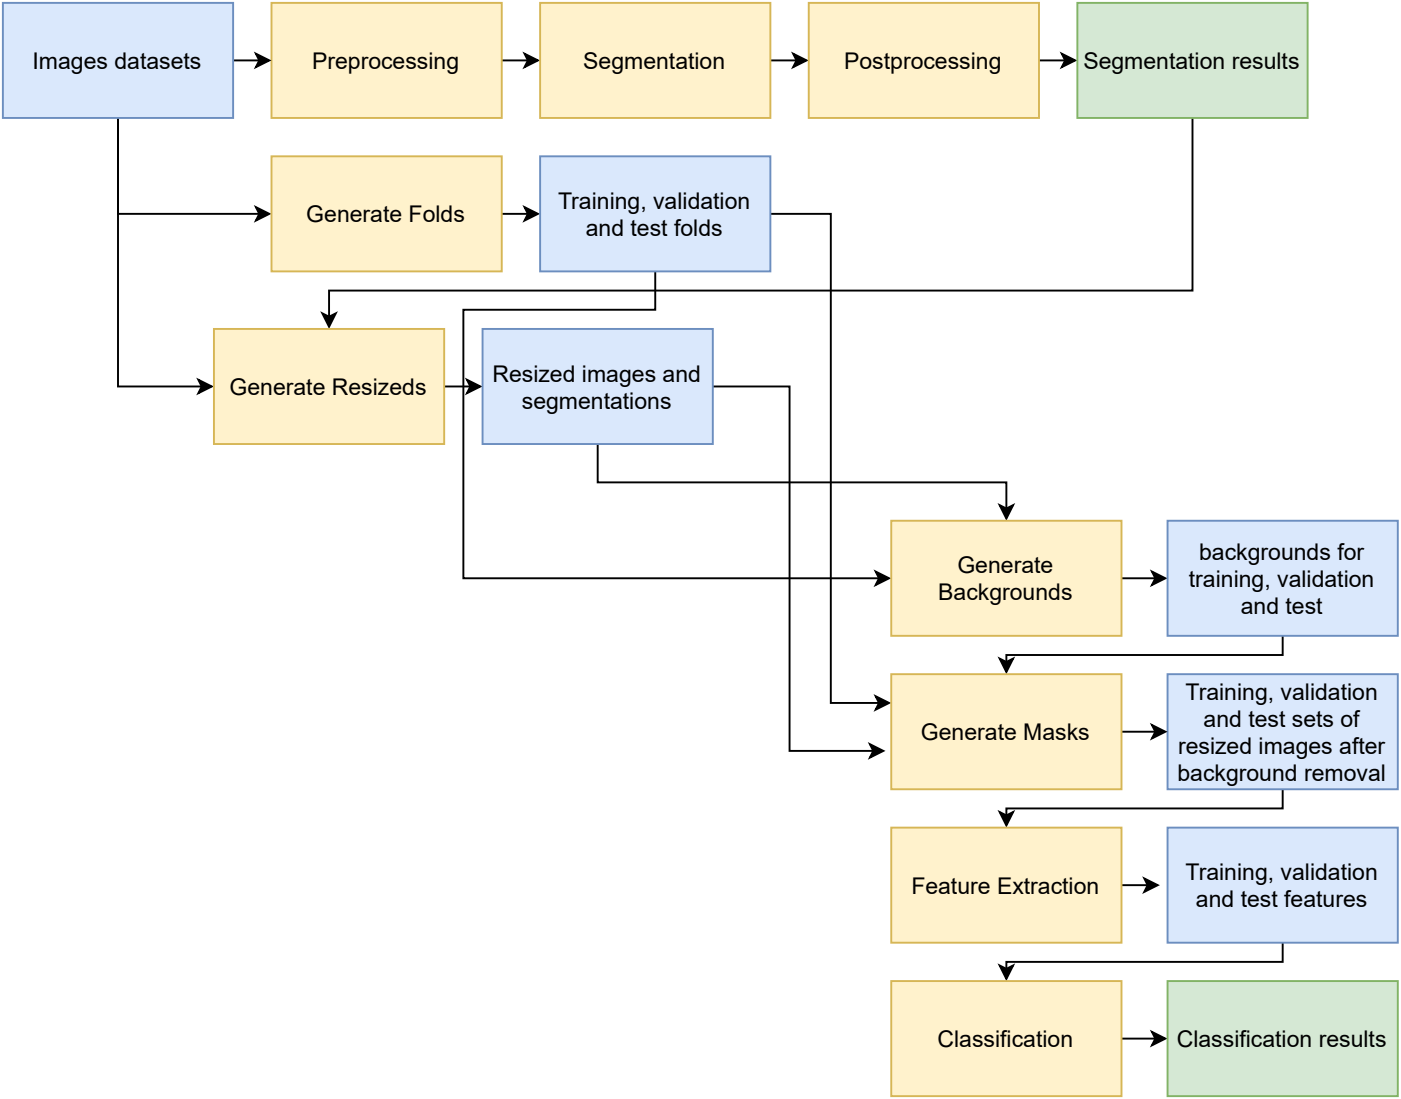 Images datasets
Preprocessing
Segmentation
Postprocessing
Segmentation results
Generate Folds
Training, validation
and test folds
Generate Resizeds
Resized images and
segmentations
Generate
Backgrounds
backgrounds for
training, validation
and test
Generate Masks
Training, validation
and test sets of
resized images after
background removal
Feature Extraction
Training, validation
and test features
Classification
Classification results